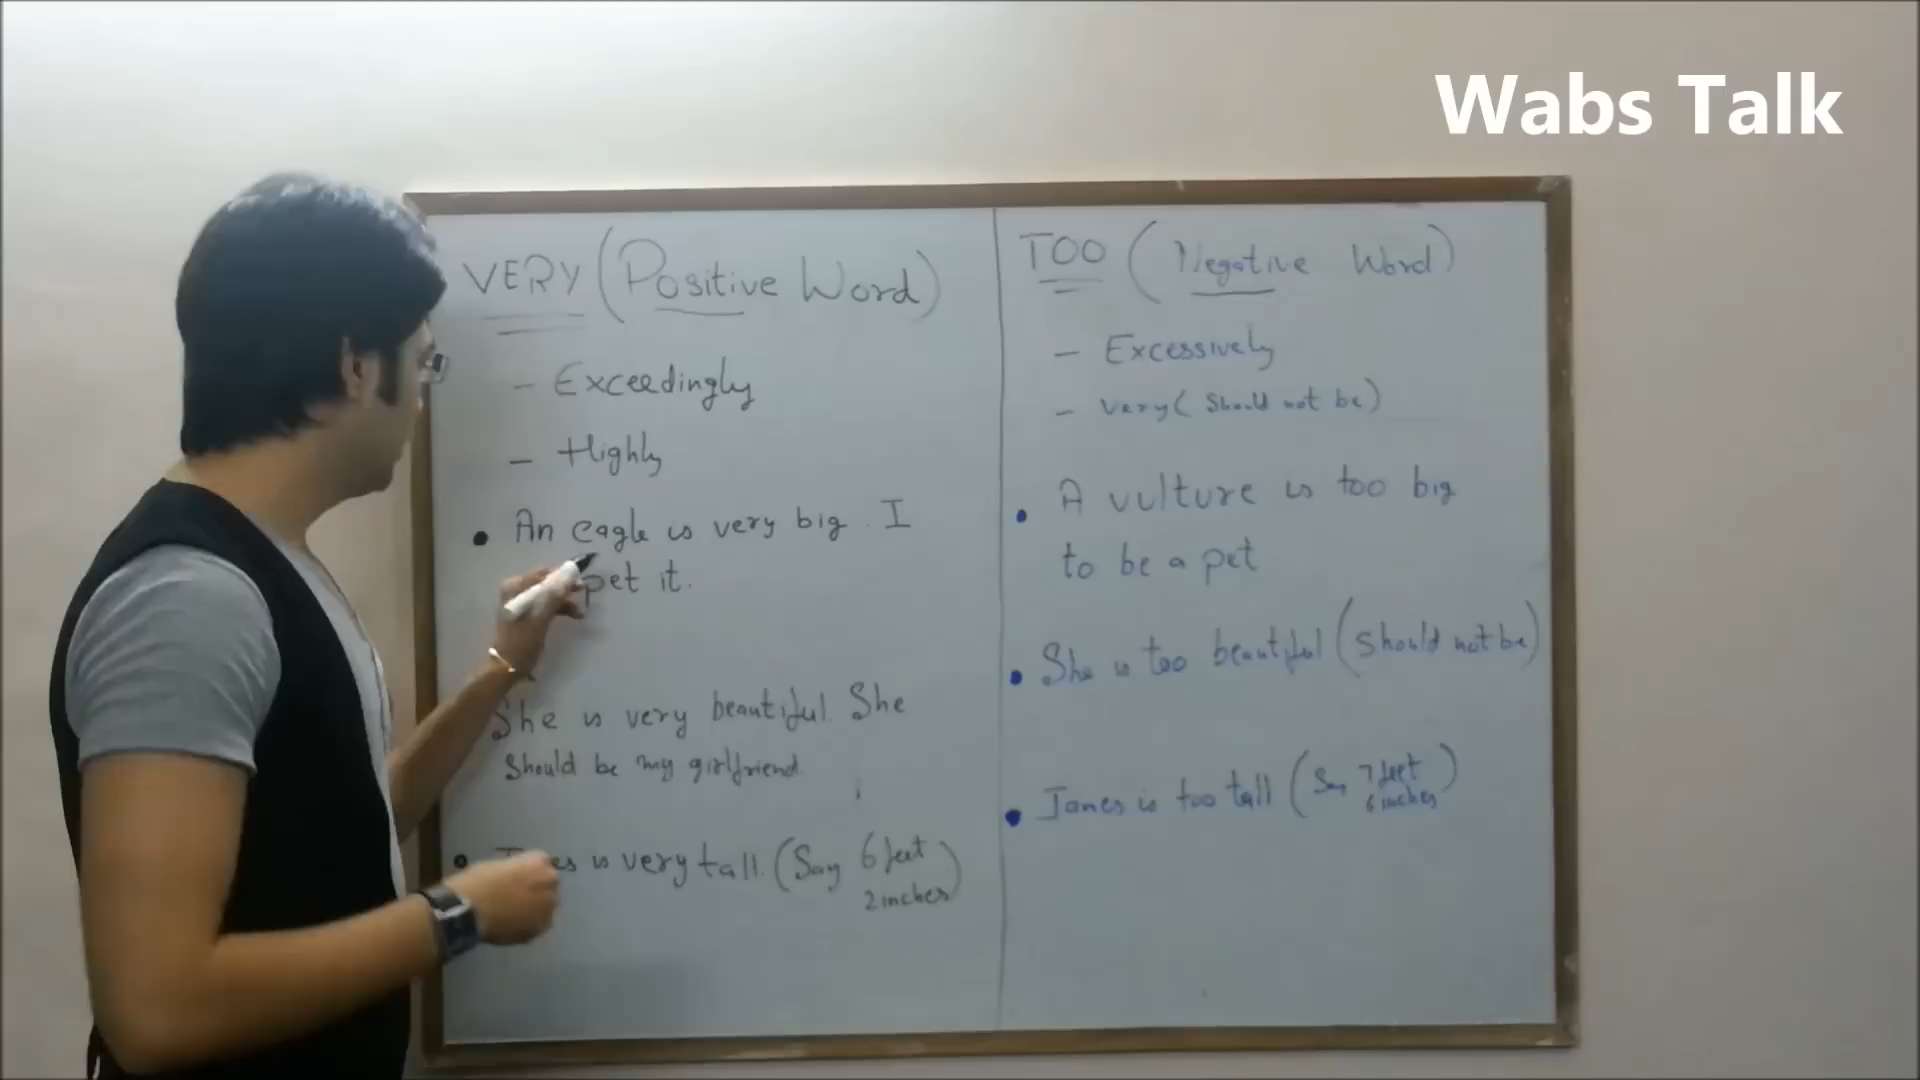 Wabs Talk
VERY (Positive Word)
- Exceedingly
- Highly
• An eagle is very big. I
pet it.
She is very beautiful. She
should be my girlfriend
• is very tall. (Say 6 feet
2 inches)
TOO (Negative Word)
- Excessively
- Very (Should not be)
• A vulture is too big
to be a pet
• She is too beautiful (Should not be)
• Jones is too tall (Say 7 feet
6 inches)